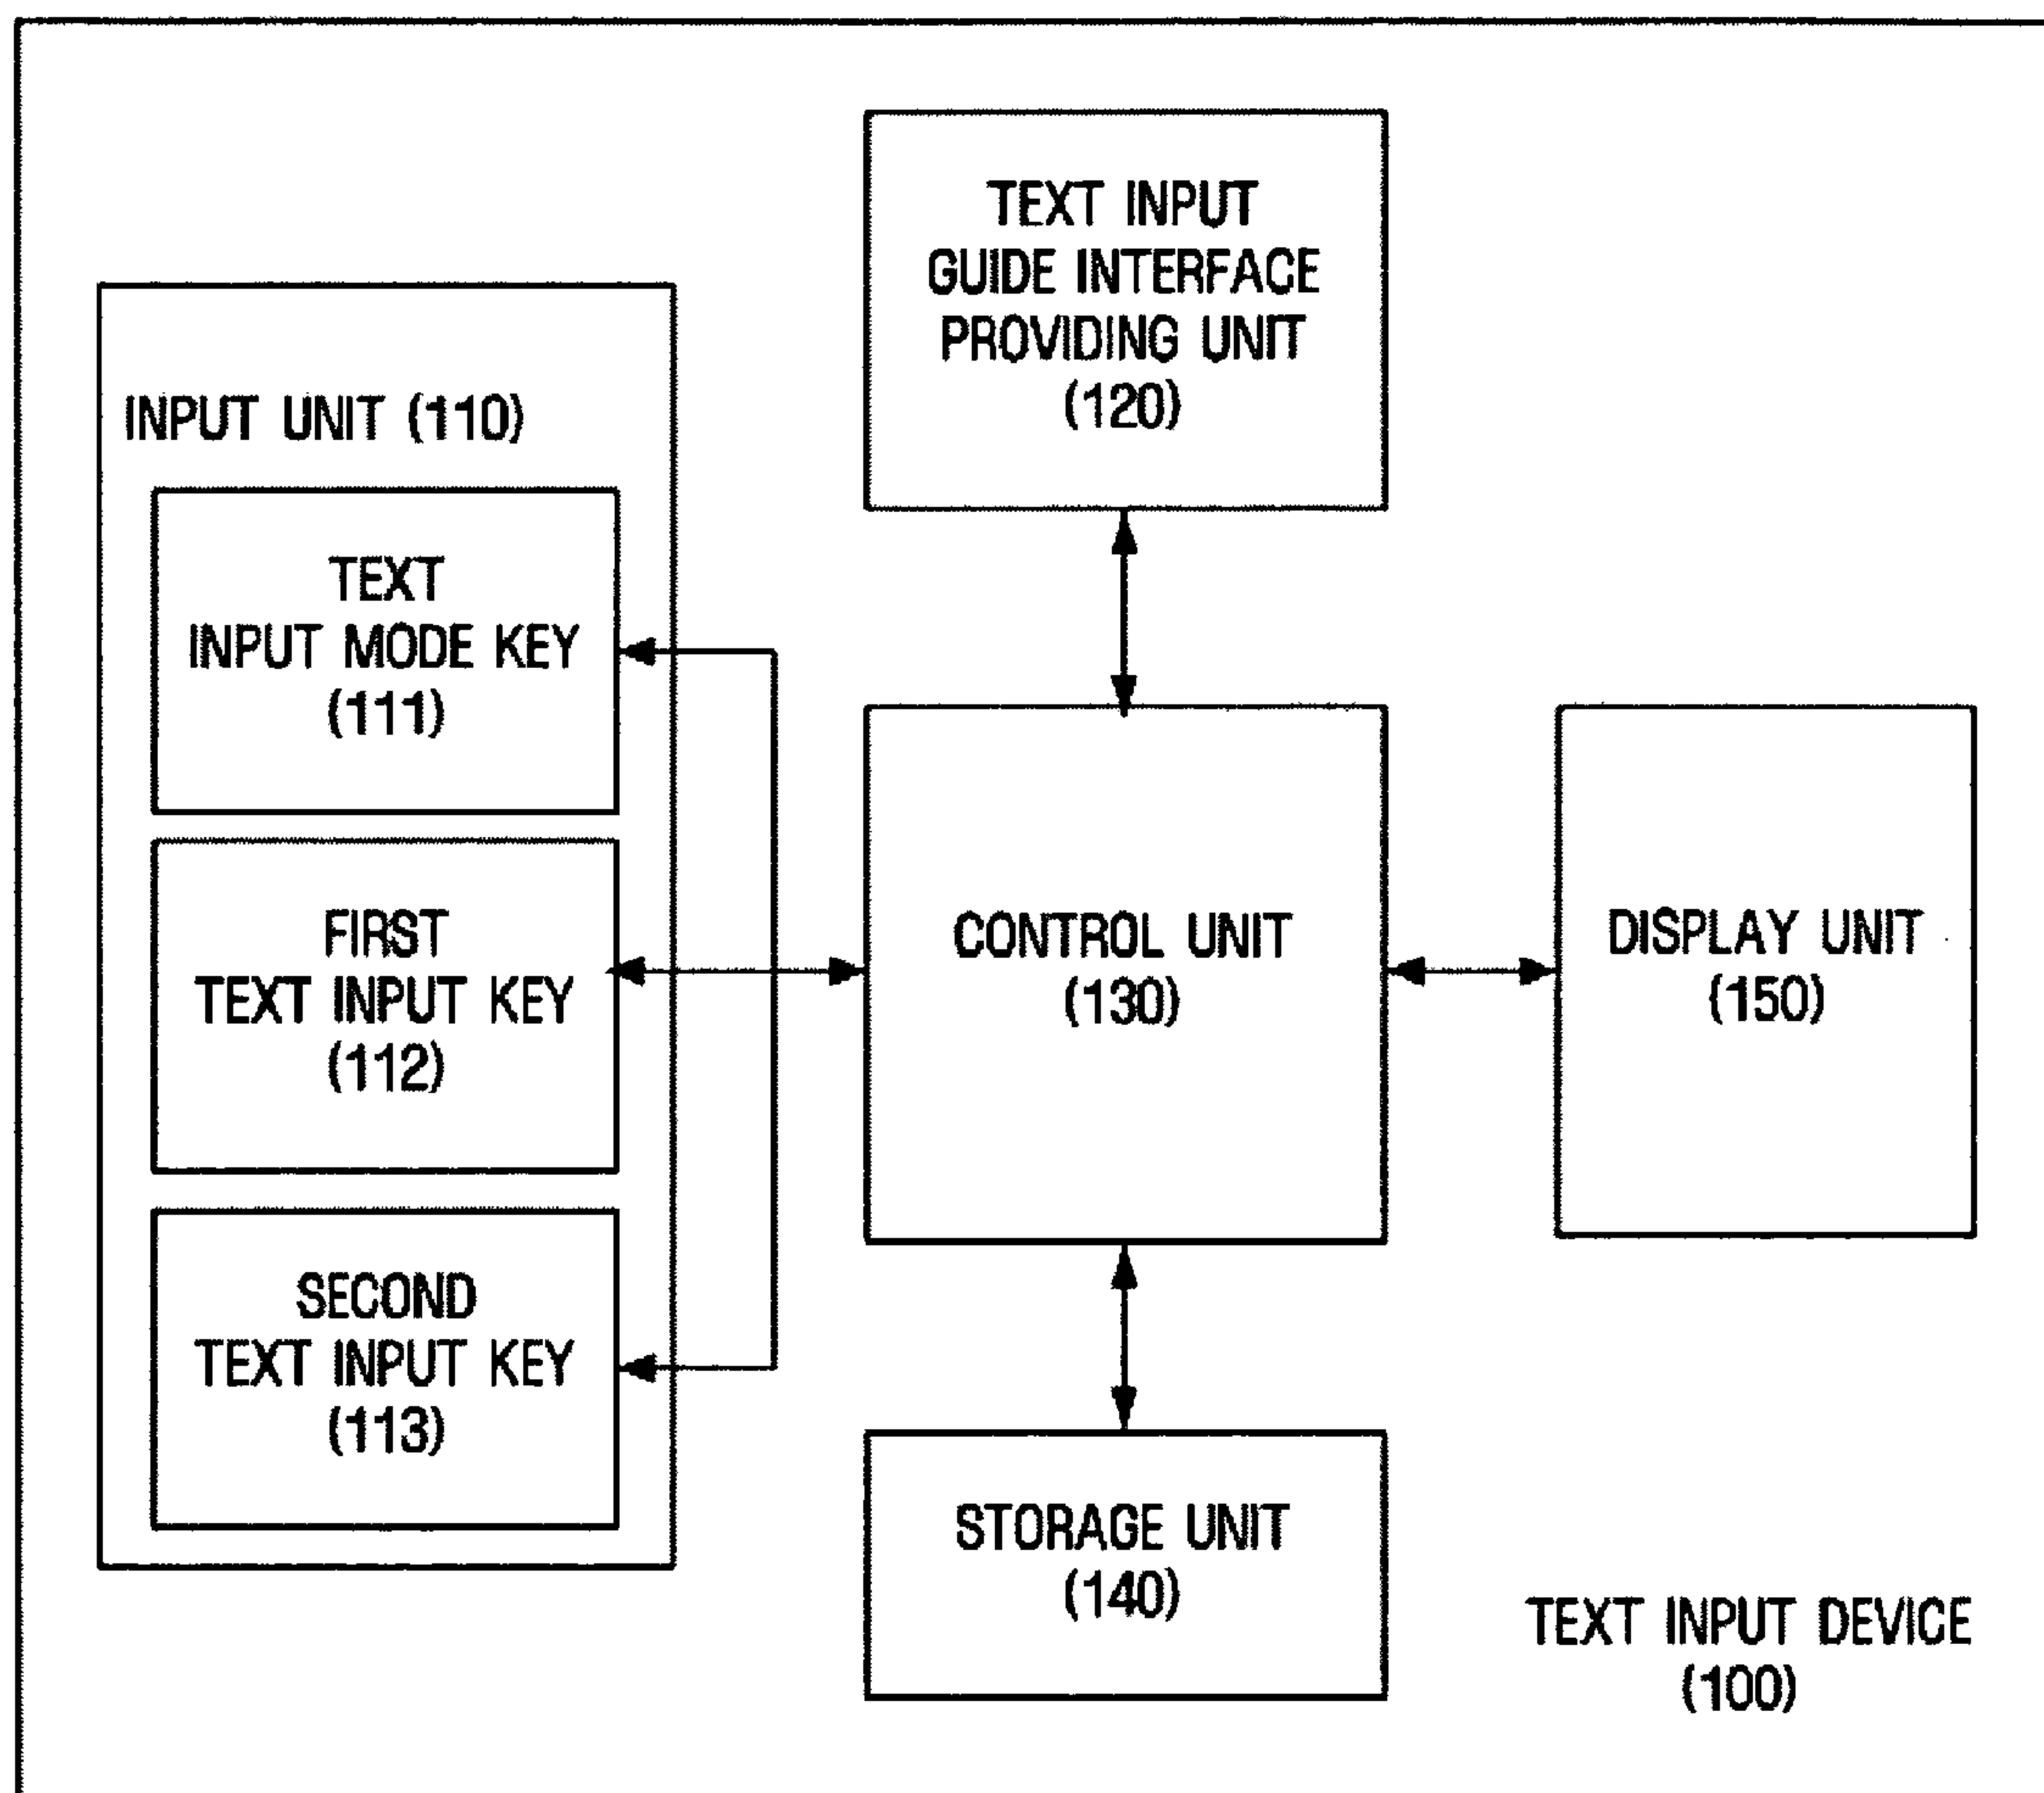 TEXT INPUT
GUIDE INTERFACE
PROVIDING UNIT
(120)
INPUT UNIT (110)
TEXT
INPUT MODE KEY
(111)
FIRST
TEXT INPUT KEY
(112)
SECOND
TEXT INPUT KEY
(113)
CONTROL UNIT
(130)
DISPLAY UNIT
(150)
STORAGE UNIT
(140)
TEXT INPUT DEVICE
(100)